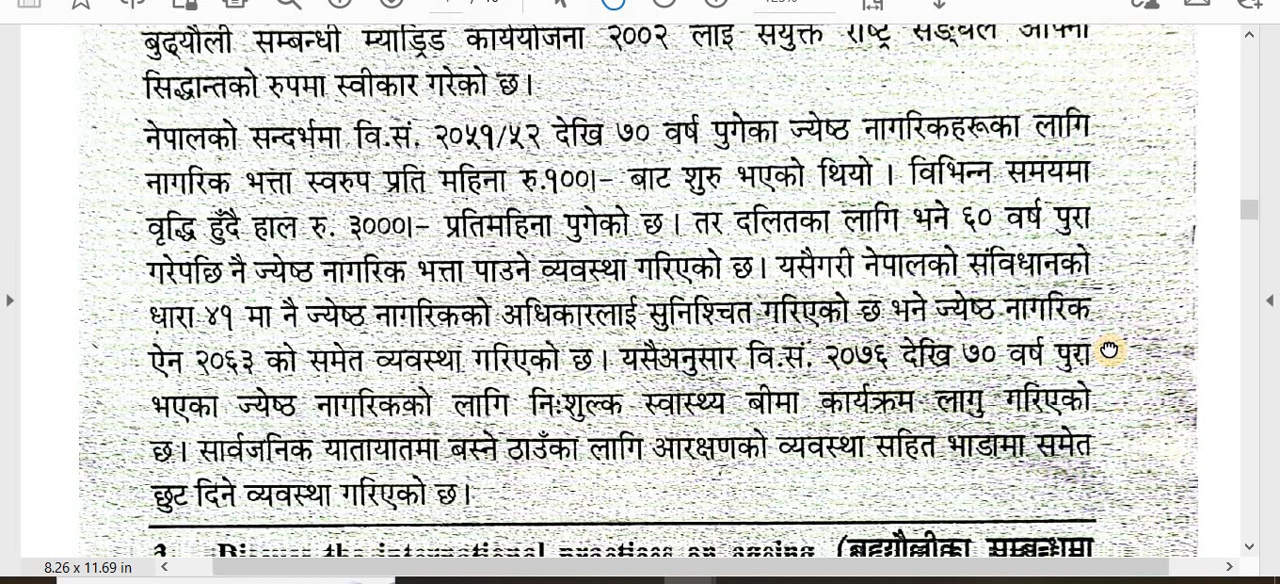 बुढ्यौली सम्बन्धी म्याड्रिड कार्ययोजना २००२ लाई संयुक्त राष्ट्र सङ्घले आफ्नो
सिद्धान्तको रुपमा स्वीकार गरेको छ।
नेपालको सन्दर्भमा वि.सं. २०५१/५२ देखि ७० वर्ष पुगेका ज्येष्ठ नागरिकहरूका लागि
नागरिक भत्ता स्वरुप प्रति महिना रु.१००।- बाट शुरु भएको थियो । विभिन्न समयमा
वृद्धि हुँदै हाल रु. ३०००।- प्रतिमहिना पुगेको छ। तर दलितका लागि भने ६० वर्ष पुरा
गरेपछि नै ज्येष्ठ नागरिक भत्ता पाउने व्यवस्था गरिएको छ। यसैगरी नेपालको संविधानको
धारा ४१ मा नै ज्येष्ठ नागरिकको अधिकारलाई सुनिश्चित गरिएको छ भने ज्येष्ठ नागरिक
ऐन २०६३ को समेत व्यवस्था गरिएको छ। यसैअनुसार वि.सं. २०७६ देखि ७० वर्ष पुरा
भएका ज्येष्ठ नागरिकको लागि निःशुल्क स्वास्थ्य बीमा कार्यक्रम लागु गरिएको
छ। सार्वजनिक यातायातमा बस्ने ठाउँका लागि आरक्षणको व्यवस्था सहित भाडामा समेत
छुट दिने व्यवस्था गरिएको छ।
Discuss the international practices on ageing (बुढ्यौलीका सम्बन्धमा
8.26 x 11.69 in